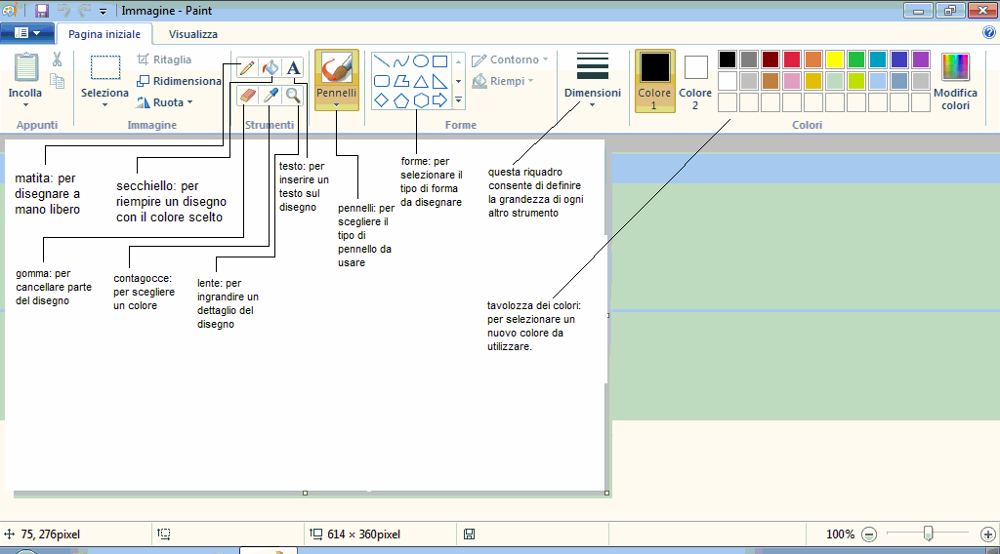 Immagine - Paint
Pagina iniziale
Visualizza
Incolla
Appunti
Seleziona
Ritaglia
Ridimensiona
Ruota
Immagine
A
Strumenti
Pennelli
Contorno
Riempi
Forme
Dimensioni
Colore
1
Colore
2
Modifica
colori
Colori
matita: per
disegnare a
mano libero
secchiello: per
riempire un disegno
con il colore scelto
testo: per
inserire un
testo sul
disegno
pennelli: per
scegliere il
tipo di
pennello da
usare
forme: per
selezionare il
tipo di forma
da disegnare
questa riquadro
consente di definire
la grandezza di ogni
altro strumento
gomma: per
cancellare parte
del disegno
contagocce:
per scegliere
un colore
lente: per
ingrandire un
dettaglio del
disegno
tavolozza dei colori:
per selezionare un
nuovo colore da
utilizzare.
75, 276pixel
614 × 360pixel
100%